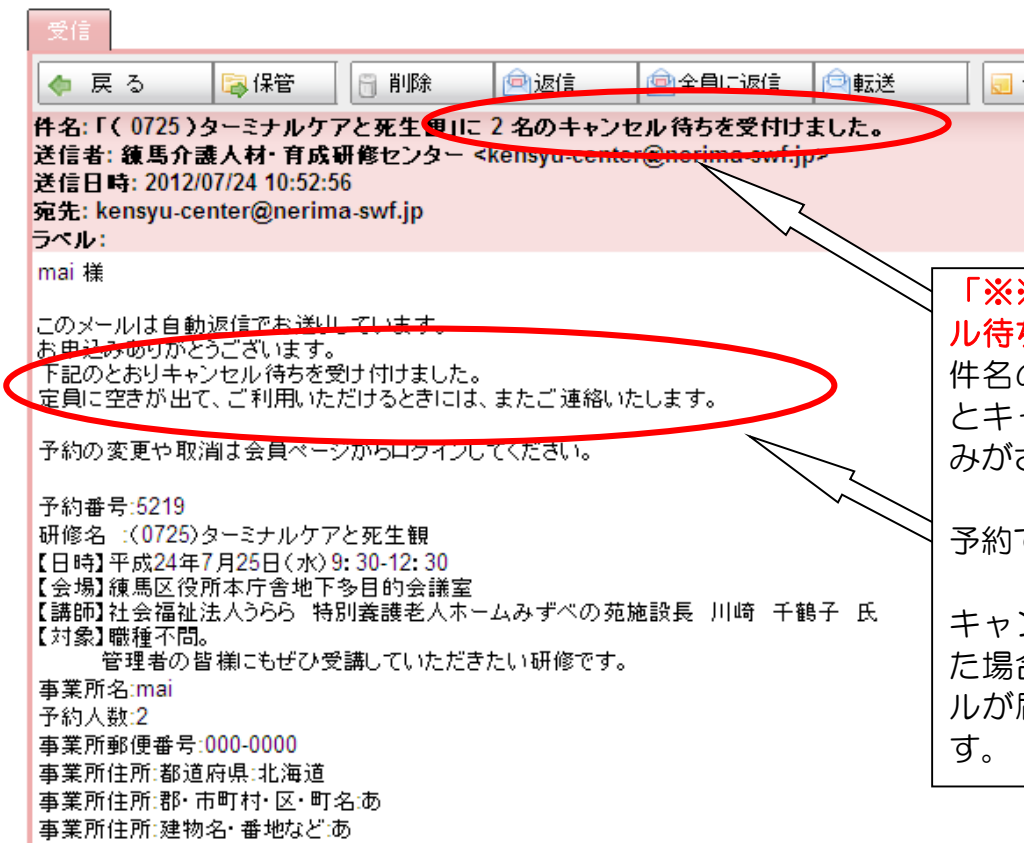 受信
戻る 保管 削除 返信 全員に返信 転送
件名:「( 0725 )ターミナルケアと死生観」に 2 名のキャンセル待ちを受付けました。
送信者: 練馬介護人材・育成研修センター <kensyu-center@nerima-swf.jp>
送信日時: 2012/07/24 10:52:56
宛先: kensyu-center@nerima-swf.jp
ラベル:
mai 様
このメールは自動返信でお送りしています。
お申込みありがとうございます。
下記のとおりキャンセル待ちを受け付けました。
定員に空きが出て、ご利用いただけるときには、またご連絡いたします。
予約の変更や取消は会員ページからログインしてください。
予約番号:5219
研修名 :(0725)ターミナルケアと死生観
【日時】平成24年7月25日(水)9:30-12:30
【会場】練馬区役所本庁舎地下多目的会議室
【講師】社会福祉法人うらら 特別養護老人ホームみずべの苑施設長 川崎 千鶴子 氏
【対象】職種不問。
管理者の皆様にもぜひ受講していただきたい研修です。
事業所名:mai
予約人数:2
事業所郵便番号:000-0000
事業所住所:都道府県:北海道
事業所住所:郡・市町村・区・町名:あ
事業所住所:建物名・番地など:あ
「※
ル待
件名
とキ
みが
予約
キャ
た場
ルが
す。